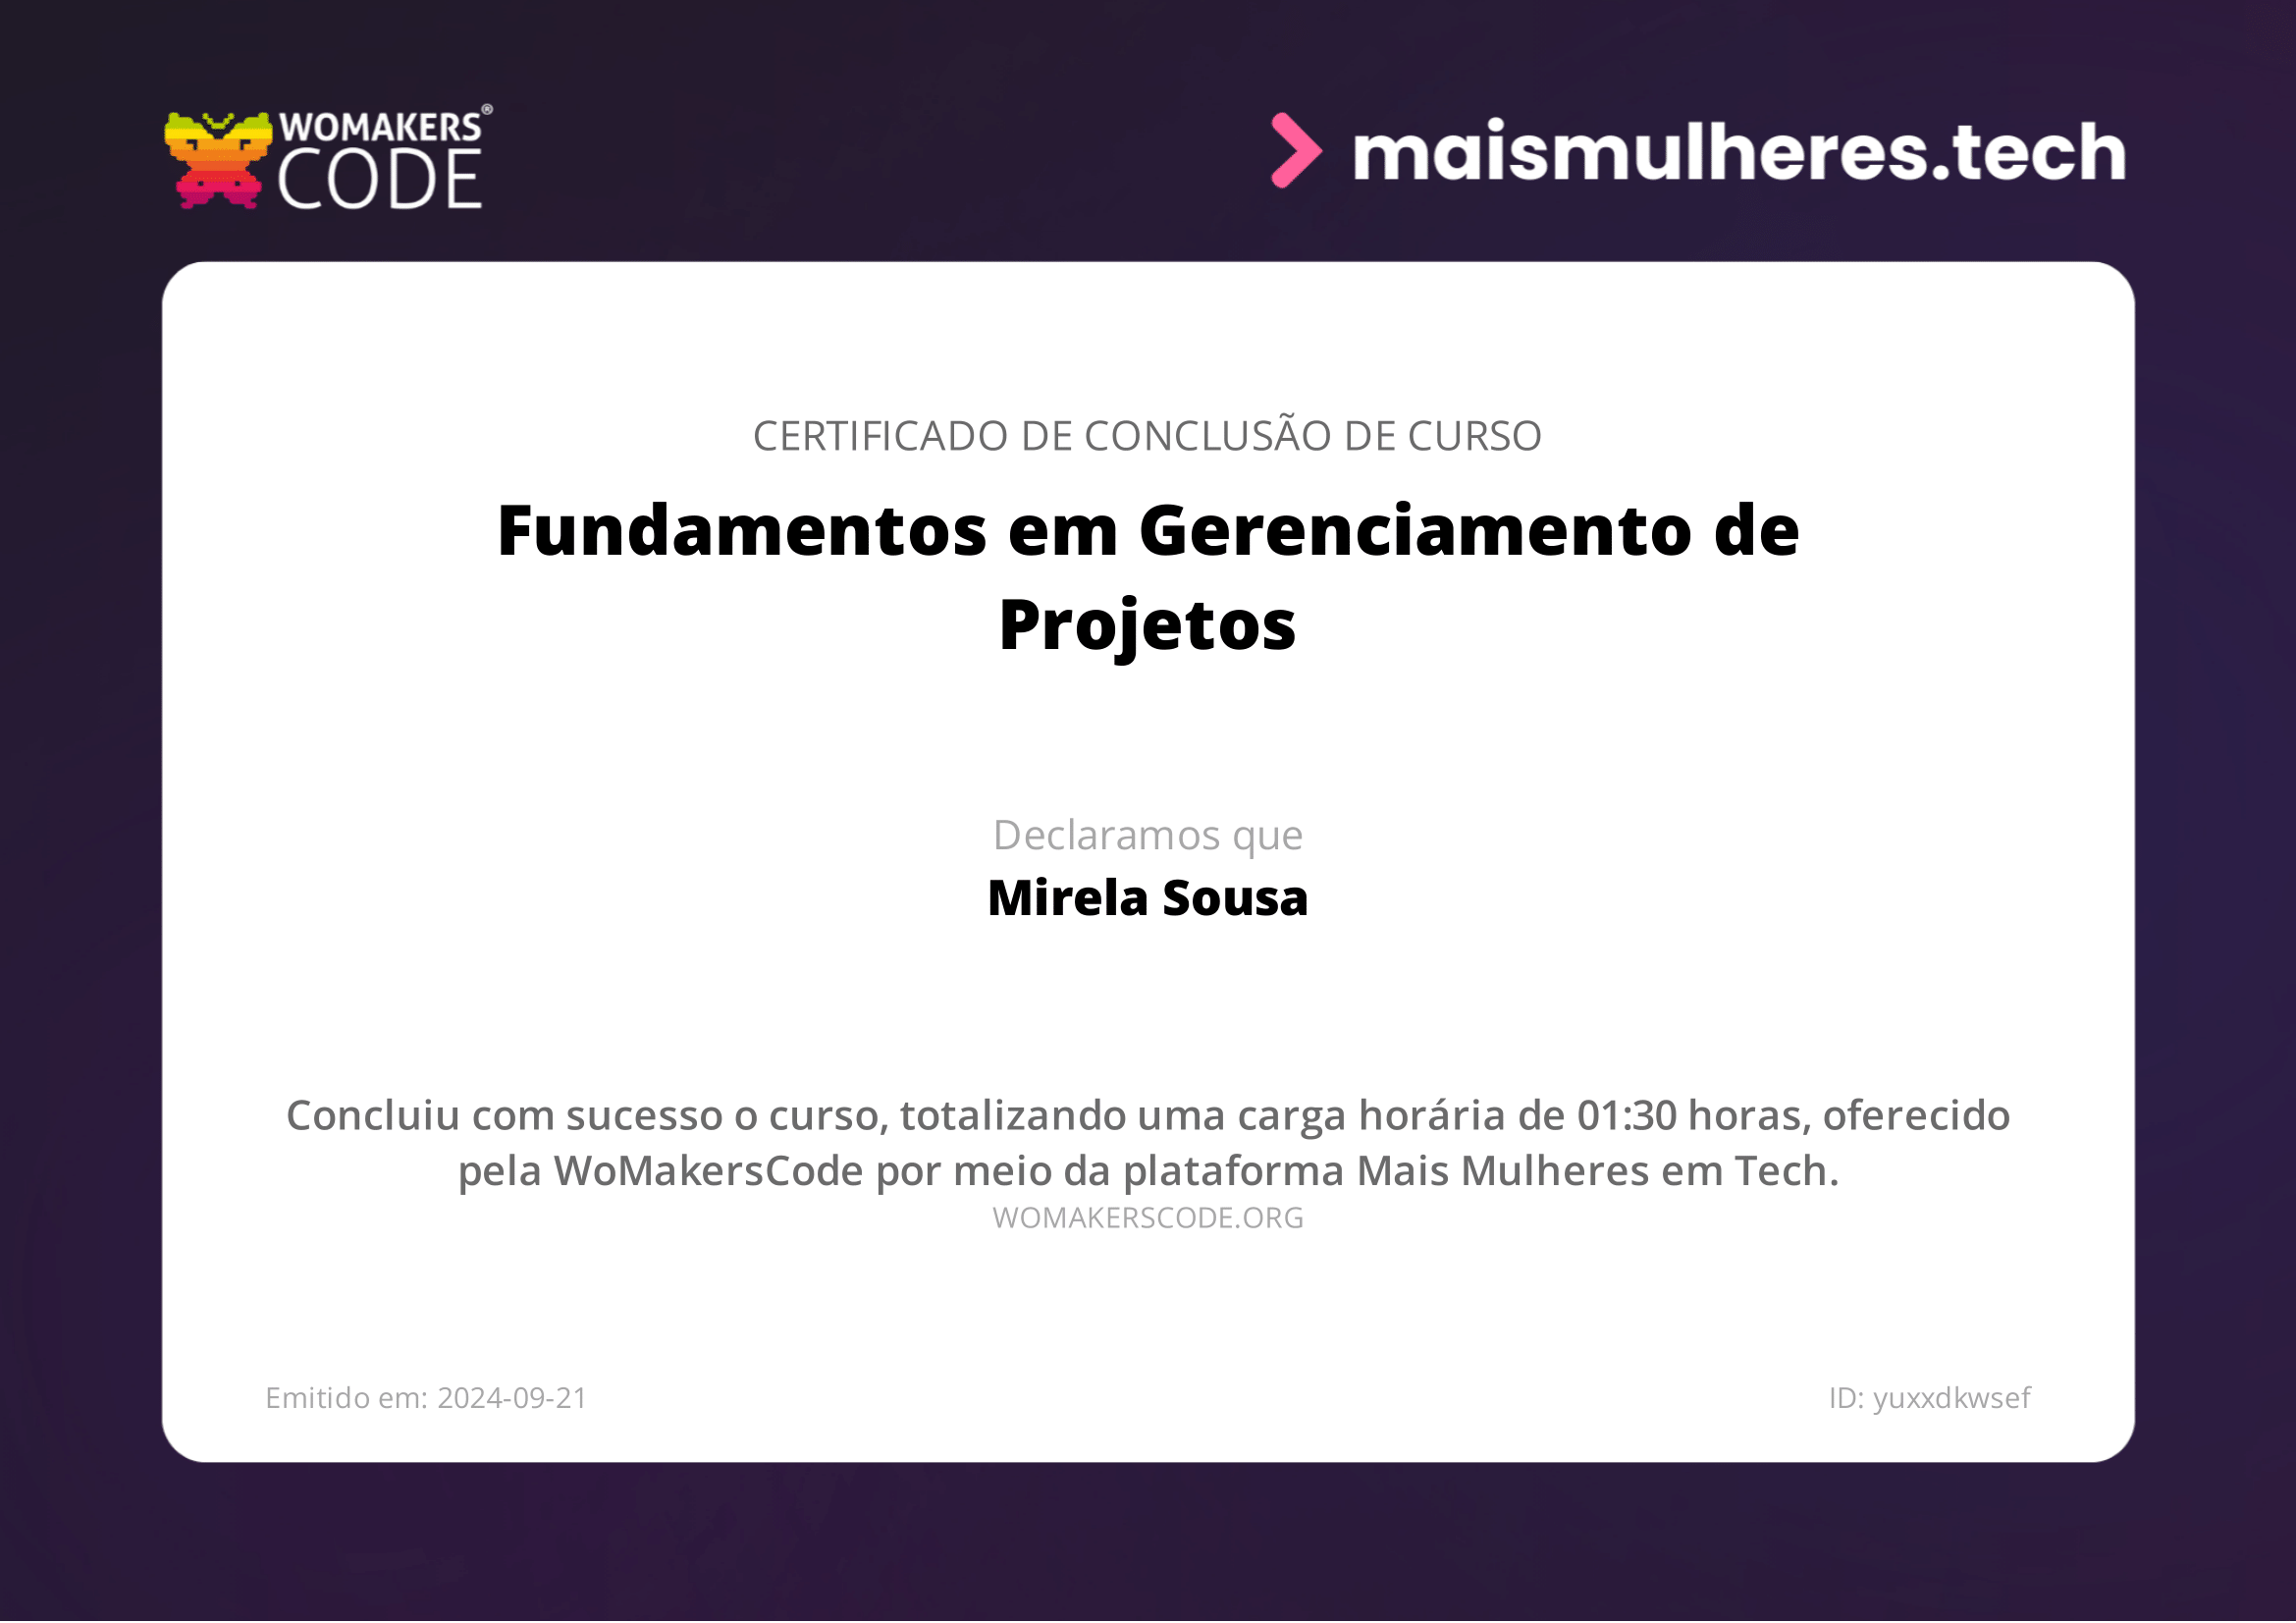 WOMAKERS®
CODE
maismulheres.tech
CERTIFICADO DE CONCLUSÃO DE CURSO
Fundamentos em Gerenciamento de
Projetos
Declaramos que
Mirela Sousa
Concluiu com sucesso o curso, totalizando uma carga horária de 01:30 horas, oferecido
pela WoMakersCode por meio da plataforma Mais Mulheres em Tech.
WOMAKERSCODE.ORG
Emitido em: 2024-09-21
ID: yuxxdkwsef